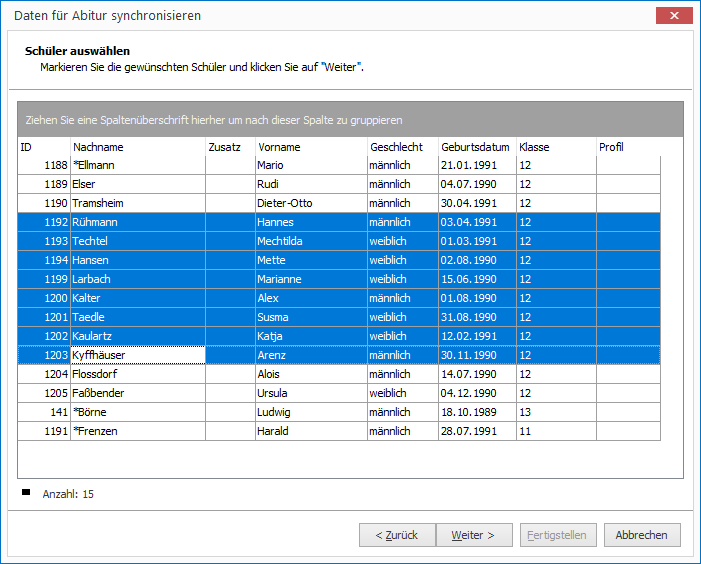 Daten für Abitur synchronisieren
Schüler auswählen
Markieren Sie die gewünschten Schüler und klicken Sie auf "Weiter".
Ziehen Sie eine Spaltenüberschrift hierher um nach dieser Spalte zu gruppieren
ID Nachname Zusatz Vorname Geschlecht Geburtsdatum Klasse Profil
1188 *Ellmann Mario männlich 21.01.1991 12
1189 Elser Rudi männlich 04.07.1990 12
1190 Tramsheim Dieter-Otto männlich 30.04.1991 12
1192 Rühmann Hannes männlich 03.04.1991 12
1193 Techtel Mechtilda weiblich 01.03.1991 12
1194 Hansen Mette weiblich 02.08.1990 12
1199 Larbach Marianne weiblich 15.06.1990 12
1200 Kalter Alex männlich 01.08.1990 12
1201 Taedle Susma weiblich 31.08.1990 12
1202 Kaulartz Katja weiblich 12.02.1991 12
1203 Kyffhäuser Arenz männlich 30.11.1990 12
1204 Flossdorf Alois männlich 14.07.1990 12
1205 Faßbender Ursula weiblich 04.12.1990 12
141 *Börne Ludwig männlich 18.10.1989 13
1191 *Frenzen Harald männlich 28.07.1991 11
Anzahl: 15
< Zurück Weiter > Fertigstellen Abbrechen